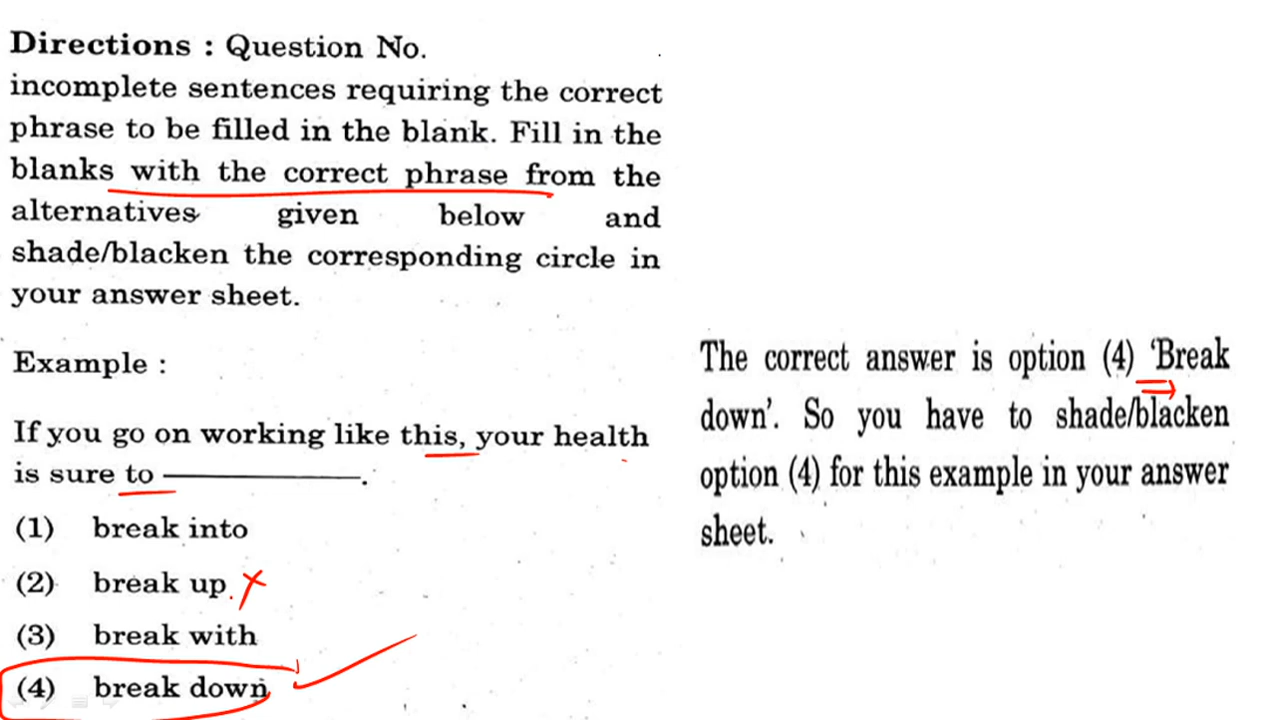 Directions : Question No.
incomplete sentences requiring the correct
phrase to be filled in the blank. Fill in the
blanks with the correct phrase from the
alternatives given below and
shade/blacken the corresponding circle in
your answer sheet.
Example :
If you go on working like this, your health
is sure to ————.
(1) break into
(2) break up
(3) break with
(4) break down
The correct answer is option (4) ‘Break
down’. So you have to shade/blacken
option (4) for this example in your answer
sheet.